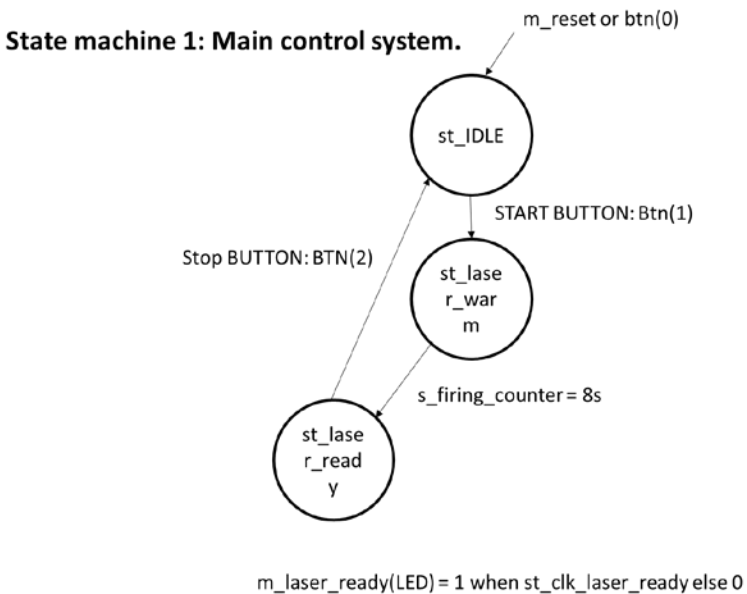 State machine 1: Main control system.
m_reset or btn(0)
st_IDLE
START BUTTON: Btn(1)
Stop BUTTON: BTN(2)
st_lase
r_war
m
s_firing_counter = 8s
st_lase
r_read
y
m_laser_ready(LED) = 1 when st_clk_laser_ready else 0